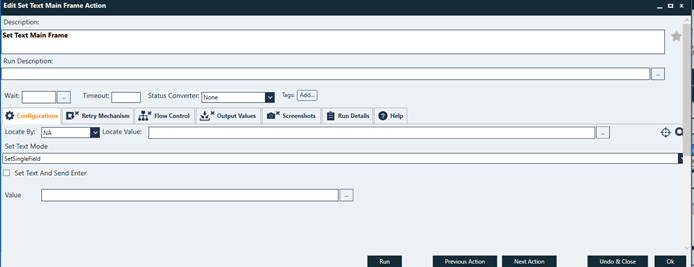 Edit Set Text Main Frame Action
Description:
Set Text Main Frame
Run Description:
...
Wait: ... Timeout: Status Converter: None Tags: Add..
Configurations Retry Mechanism Flow Control Output Values Screenshots Run Details Help
Locate By: NA Locate Value: ...
Set Text Mode
SetSingleField
Set Text And Send Enter
Value ...
Run Previous Action Next Action Undo & Close Ok